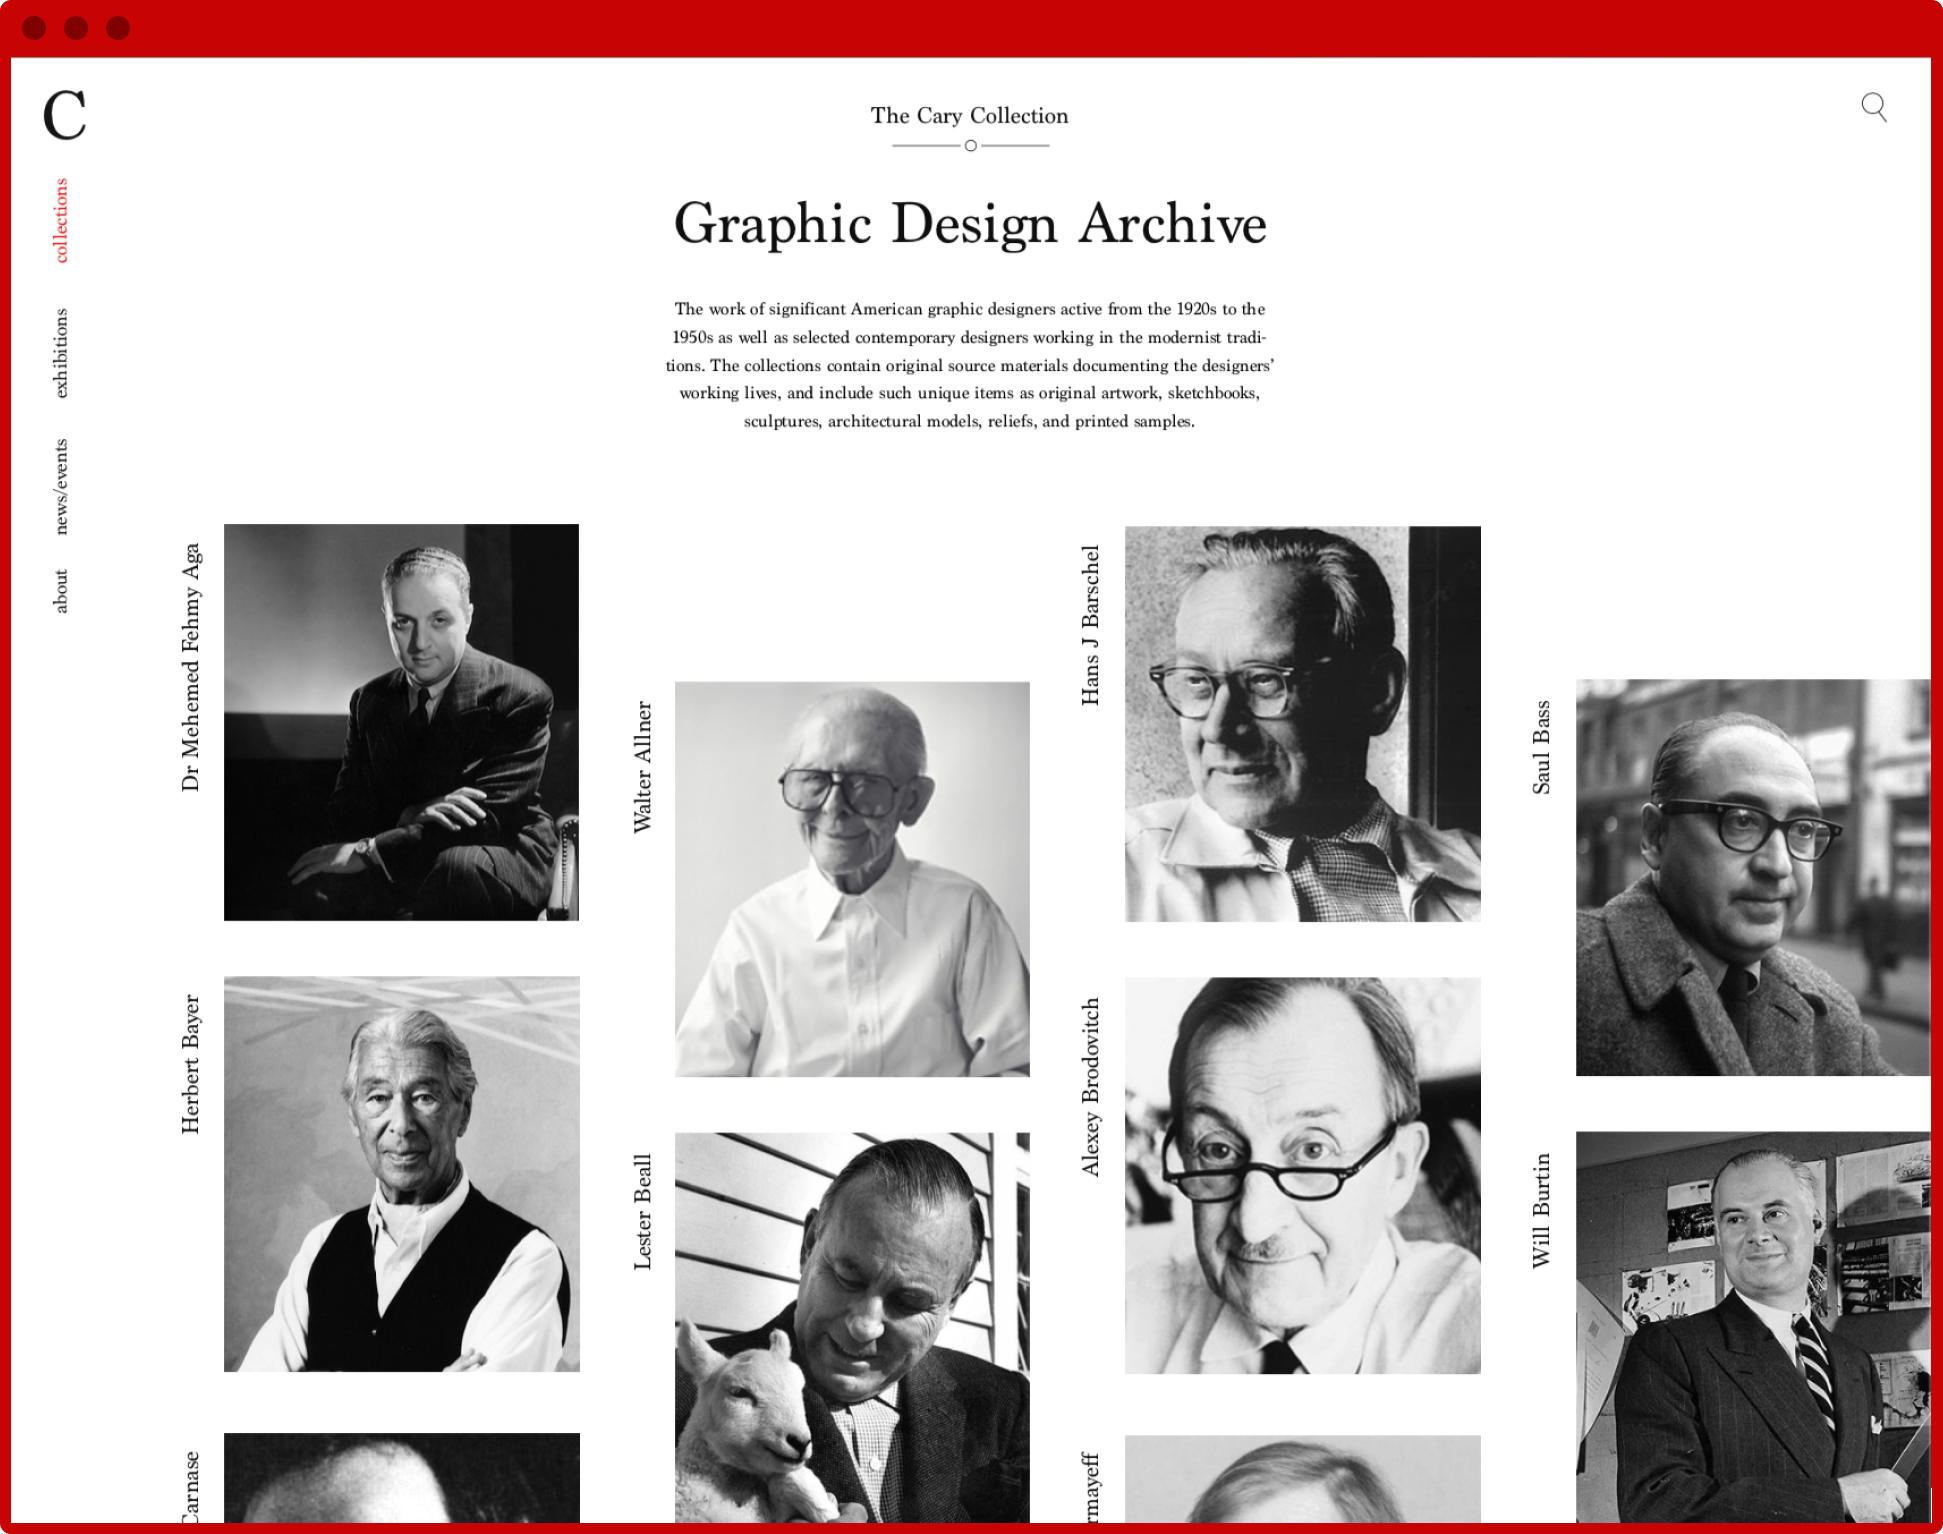 C
The Cary Collection
collections
exhibitions
news/events
about
Graphic Design Archive
The work of significant American graphic designers active from the 1920s to the
1950s as well as selected contemporary designers working in the modernist tradi-
tions. The collections contain original source materials documenting the designers’
working lives, and include such unique items as original artwork, sketchbooks,
sculptures, architectural models, reliefs, and printed samples.
Dr Mehemed Fehmy Aga
Walter Allner
Hans J Barschel
Saul Bass
Herbert Bayer
Lester Beall
Alexey Brodovitch
Will Burtin
Carnase
rmayeff